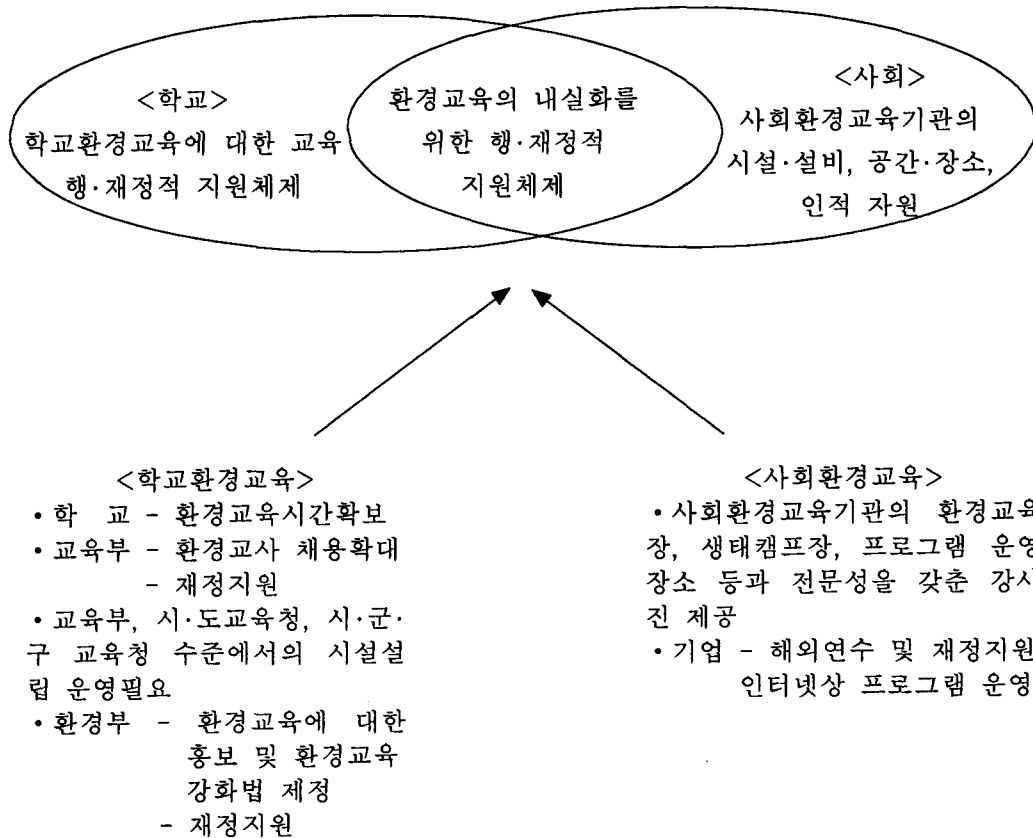 <학교>
학교환경교육에 대한 교육
행·재정적 지원체제
환경교육의 내실화를
위한 행·재정적
지원체제
<사회>
사회환경교육기관의
시설·설비, 공간·장소,
인적 자원
<학교환경교육>
• 학 교 - 환경교육시간확보
• 교육부 - 환경교사 채용확대
- 재정지원
• 교육부, 시·도교육청, 시·군·
구 교육청 수준에서의 시설설
립 운영필요
• 환경부 - 환경교육에 대한
홍보 및 환경교육
강화법 제정
- 재정지원
<사회환경교육>
• 사회환경교육기관의 환경교육
장, 생태캠프장, 프로그램 운영
장소 등과 전문성을 갖춘 강사
진 제공
• 기업 - 해외연수 및 재정지원
인터넷상 프로그램 운영